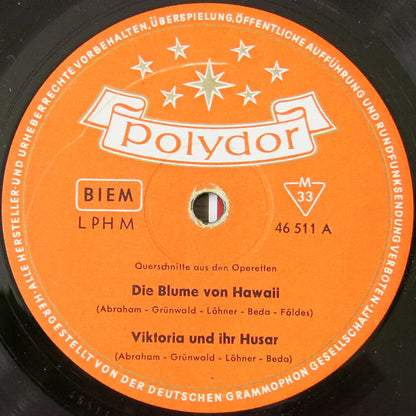 ALLE HERSTELLER- UND URHEBERRECHTE VORBEHALTEN, ÜBERSPIELUNG, ÖFFENTLICHE AUFFÜHRUNG UND RUNDFUNKSENDUNG VERBOTEN
polydor
BIEM
LPHM
M
33
46 511 A
Querschnitte aus den Operetten
Die Blume von Hawaii
(Abraham - Grünwald - Löhner - Beda - Földes)
Viktoria und ihr Husar
(Abraham - Grünwald - Löhner - Beda)
HERGESTELLT VON DER DEUTSCHEN GRAMMOPHON GESELLSCHAFT